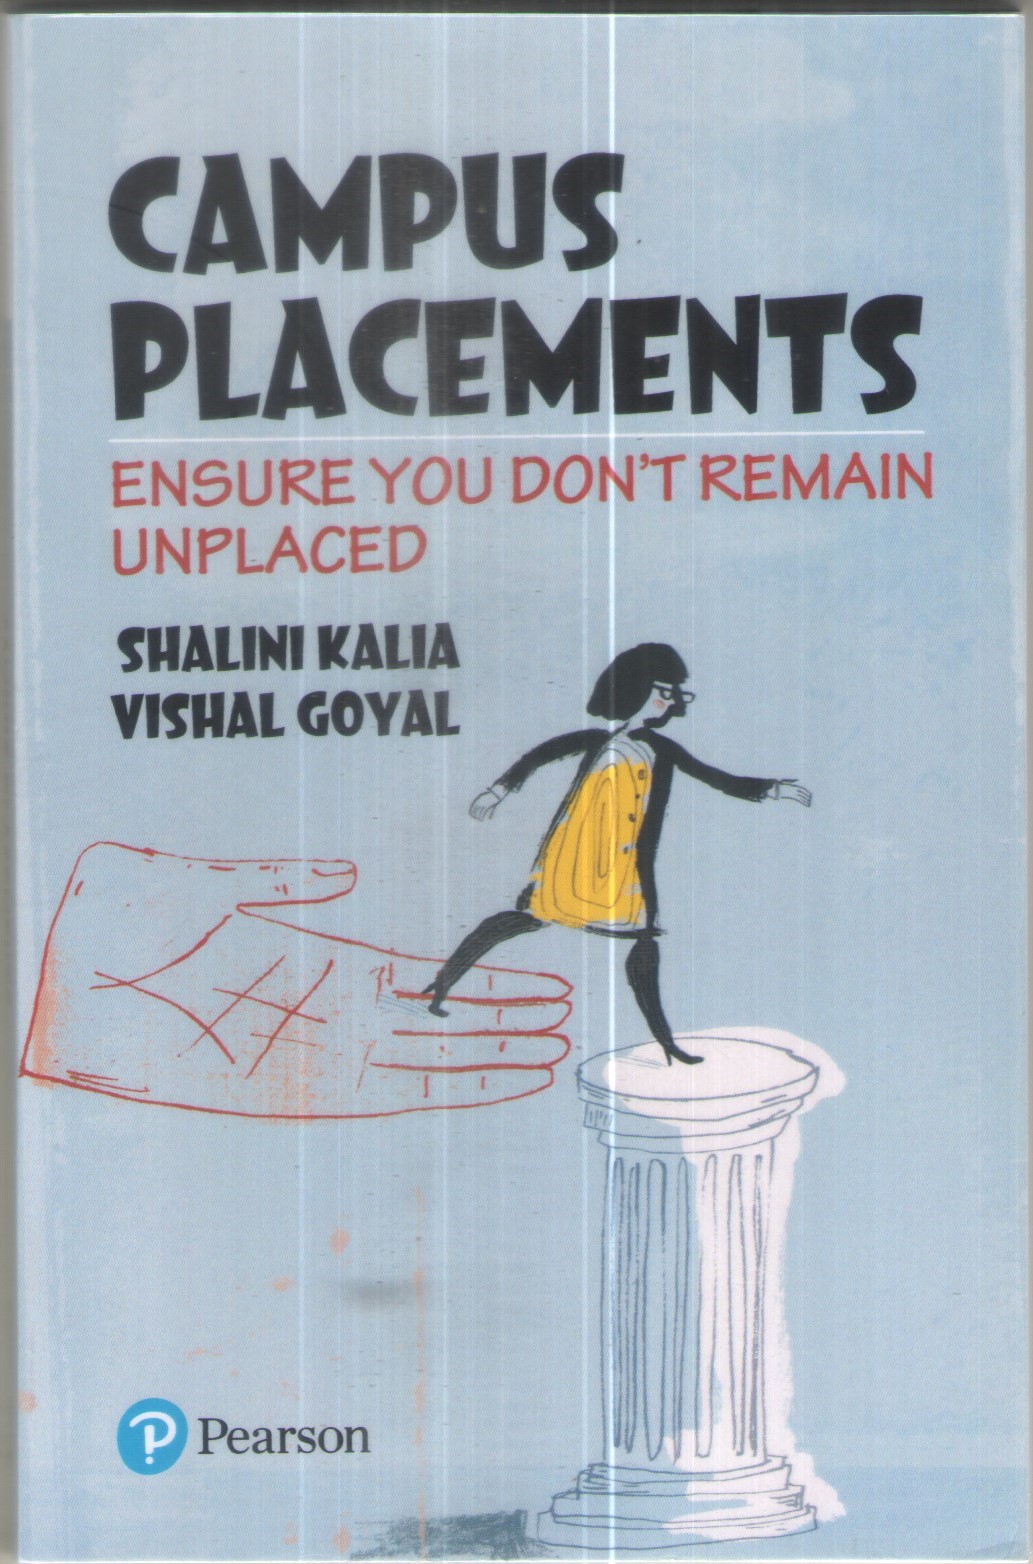 CAMPUS
PLACEMENTS
ENSURE YOU DON'T REMAIN
UNPLACED
SHALINI KALIA
VISHAL GOYAL
Pearson